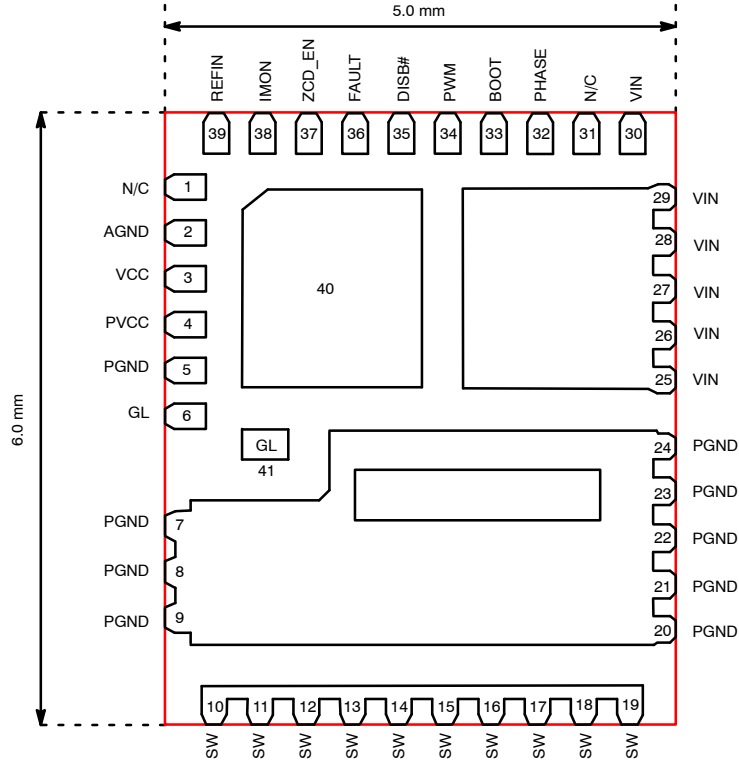 5.0 mm
REFIN
IMON
ZCD_EN
FAULT
DISB#
PWM
BOOT
PHASE
N/C
VIN
39
38
37
36
35
34
33
32
31
30
N/C
1
29
VIN
AGND
2
28
VIN
VCC
3
40
27
VIN
PVCC
4
26
VIN
PGND
5
25
VIN
6.0 mm
GL
6
GL
41
24
PGND
23
PGND
PGND
7
22
PGND
PGND
8
21
PGND
PGND
9
20
PGND
10
11
12
13
14
15
16
17
18
19
SW
SW
SW
SW
SW
SW
SW
SW
SW
SW